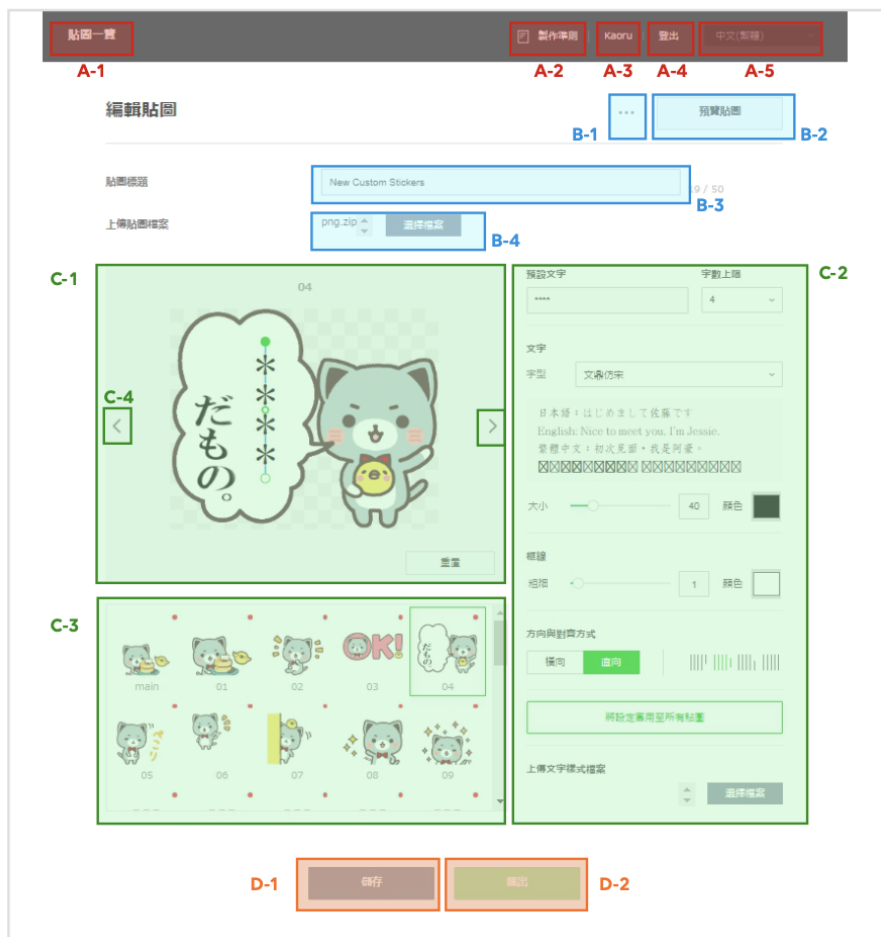 貼圖一覽
製作準則
Kaoru
登出
中文(繁體)
A-1
A-2
A-3
A-4
A-5
編輯貼圖
預覽貼圖
B-1
B-2
貼圖標題
New Custom Stickers
19 / 50
B-3
上傳貼圖檔案
png.zip
選擇檔案
B-4
C-1
04
****
だもの。
C-4
重置
C-2
預設文字
字數上限
****
4
文字
字型
文鼎仿宋
日本語：はじめまして佐藤です
English: Nice to meet you, I'm Jessie.
繁體中文：初次見面，我是阿豪。
大小
40
顏色
框線
粗細
1
顏色
方向與對齊方式
橫向
直向
將設定套用至所有貼圖
上傳文字樣式檔案
選擇檔案
C-3
OK!
だもの。
main
01
02
03
04
ぺこり
05
06
07
08
09
D-1
儲存
匯出
D-2